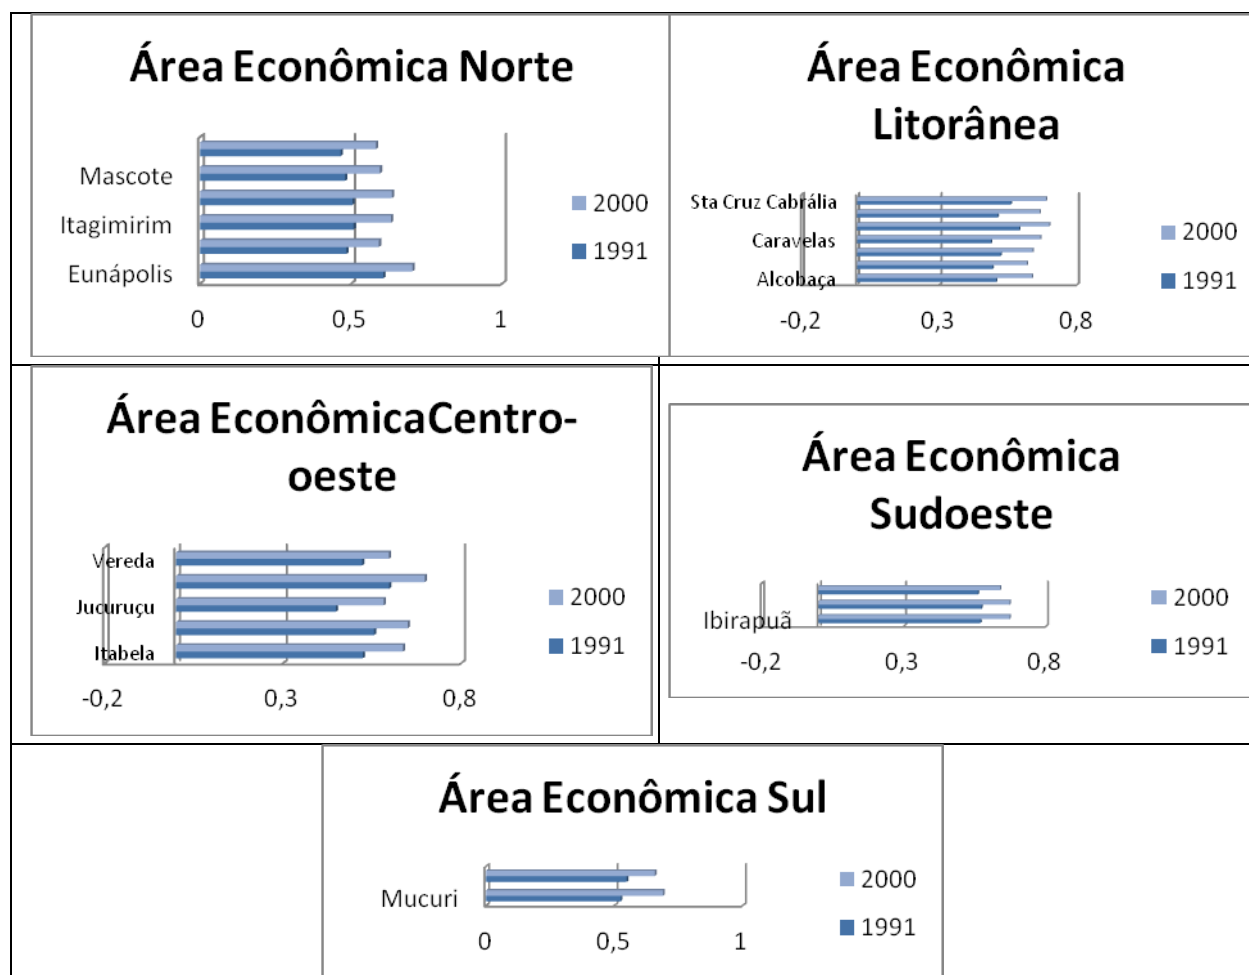 Área Econômica Norte
Mascote
Itagimirim
Eunápolis
0 0,5 1
2000
1991
Área Econômica
Litorânea
Sta Cruz Cabrália
Caravelas
Alcobaça
-0,2 0,3 0,8
2000
1991
Área EconômicaCentro-
oeste
Vereda
Jucuruçu
Itabela
-0,2 0,3 0,8
2000
1991
Área Econômica
Sudoeste
Ibirapuã
-0,2 0,3 0,8
2000
1991
Área Econômica Sul
Mucuri
0 0,5 1
2000
1991